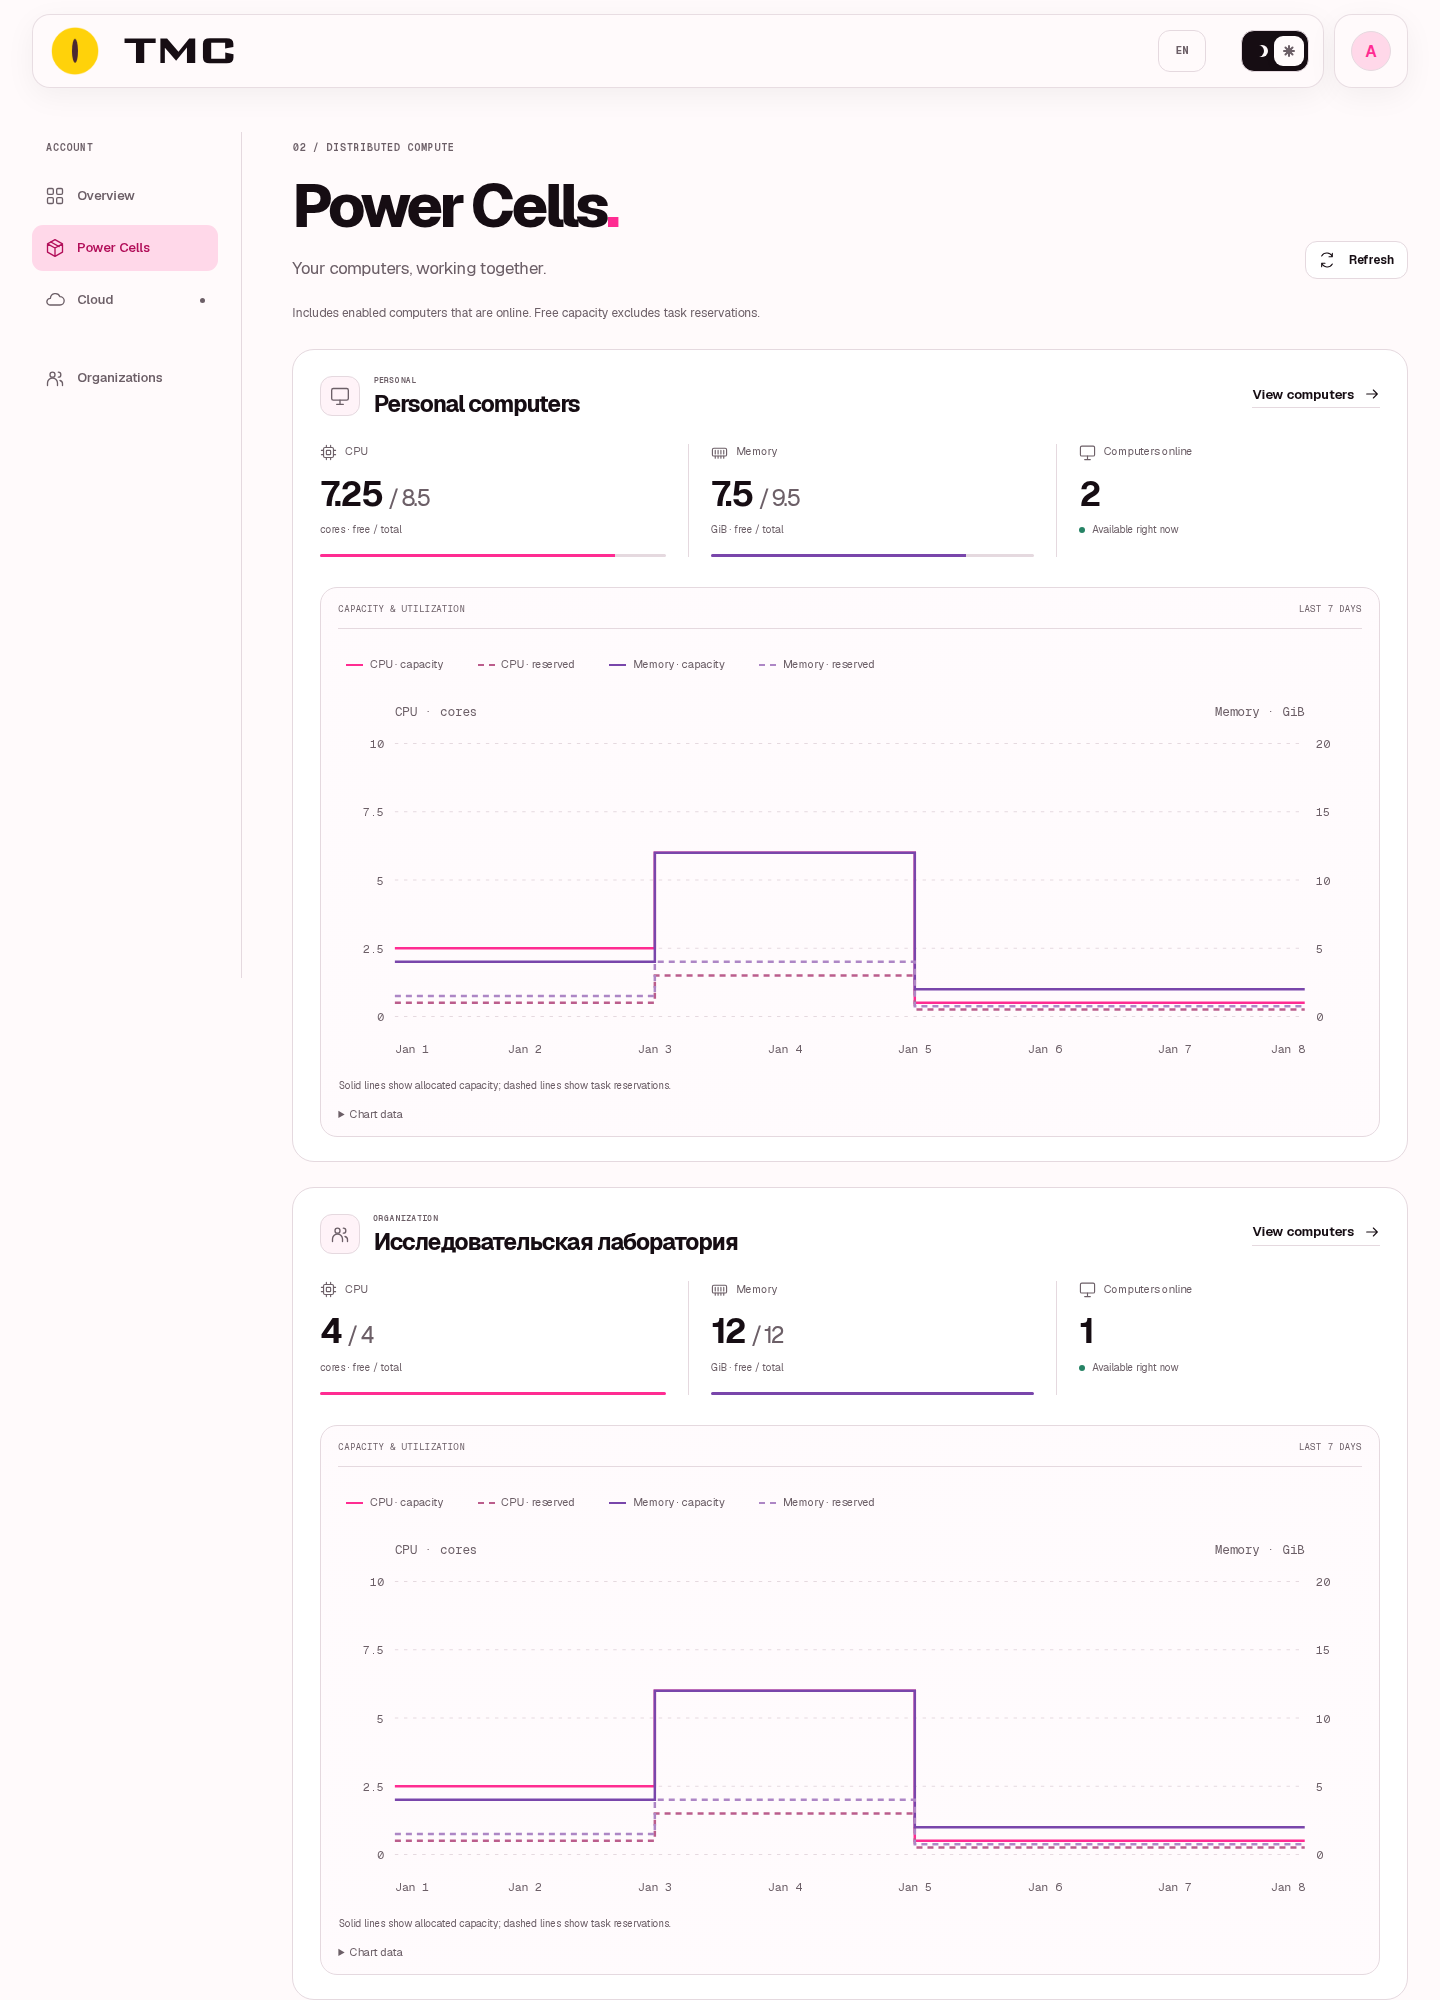 TMC
EN
A
ACCOUNT
Overview
Power Cells
Cloud
Organizations
02 / DISTRIBUTED COMPUTE
Power Cells.
Your computers, working together.
Refresh
Includes enabled computers that are online. Free capacity excludes task reservations.
PERSONAL
Personal computers
View computers
CPU
7.25 / 8.5
cores · free / total
Memory
7.5 / 9.5
GiB · free / total
Computers online
2
Available right now
CAPACITY & UTILIZATION
LAST 7 DAYS
CPU · capacity
CPU · reserved
Memory · capacity
Memory · reserved
CPU · cores
Memory · GiB
10
20
7.5
15
5
10
2.5
5
0
0
Jan 1
Jan 2
Jan 3
Jan 4
Jan 5
Jan 6
Jan 7
Jan 8
Solid lines show allocated capacity; dashed lines show task reservations.
Chart data
ORGANIZATION
Исследовательская лаборатория
View computers
CPU
4 / 4
cores · free / total
Memory
12 / 12
GiB · free / total
Computers online
1
Available right now
CAPACITY & UTILIZATION
LAST 7 DAYS
CPU · capacity
CPU · reserved
Memory · capacity
Memory · reserved
CPU · cores
Memory · GiB
10
20
7.5
15
5
10
2.5
5
0
0
Jan 1
Jan 2
Jan 3
Jan 4
Jan 5
Jan 6
Jan 7
Jan 8
Solid lines show allocated capacity; dashed lines show task reservations.
Chart data